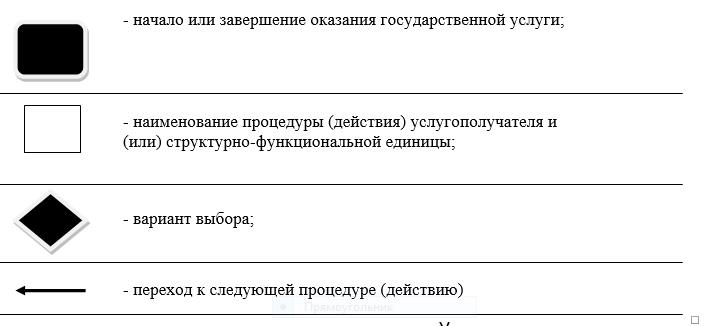 - начало или завершение оказания государственной услуги;
- наименование процедуры (действия) услугополучателя и
(или) структурно-функциональной единицы;
- вариант выбора;
- переход к следующей процедуре (действию)
Прямоугольник